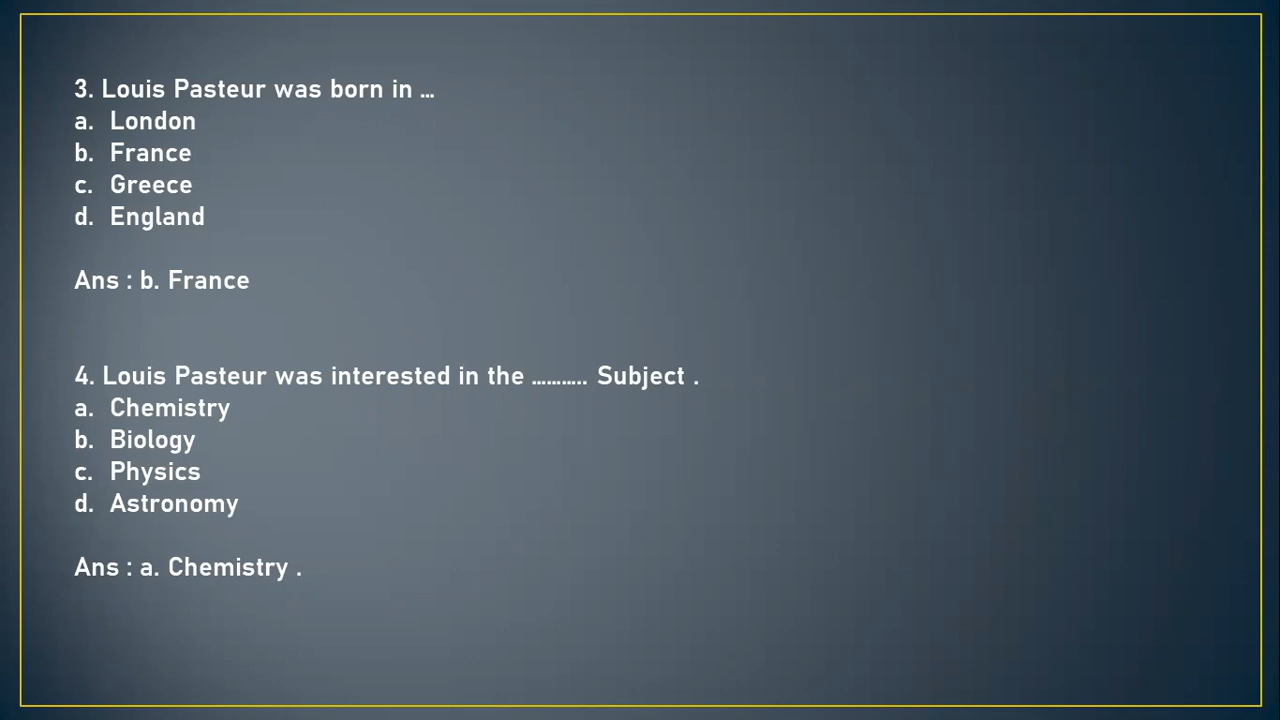 3. Louis Pasteur was born in ...
a. London
b. France
c. Greece
d. England
Ans : b. France
4. Louis Pasteur was interested in the ........... Subject .
a. Chemistry
b. Biology
c. Physics
d. Astronomy
Ans : a. Chemistry .